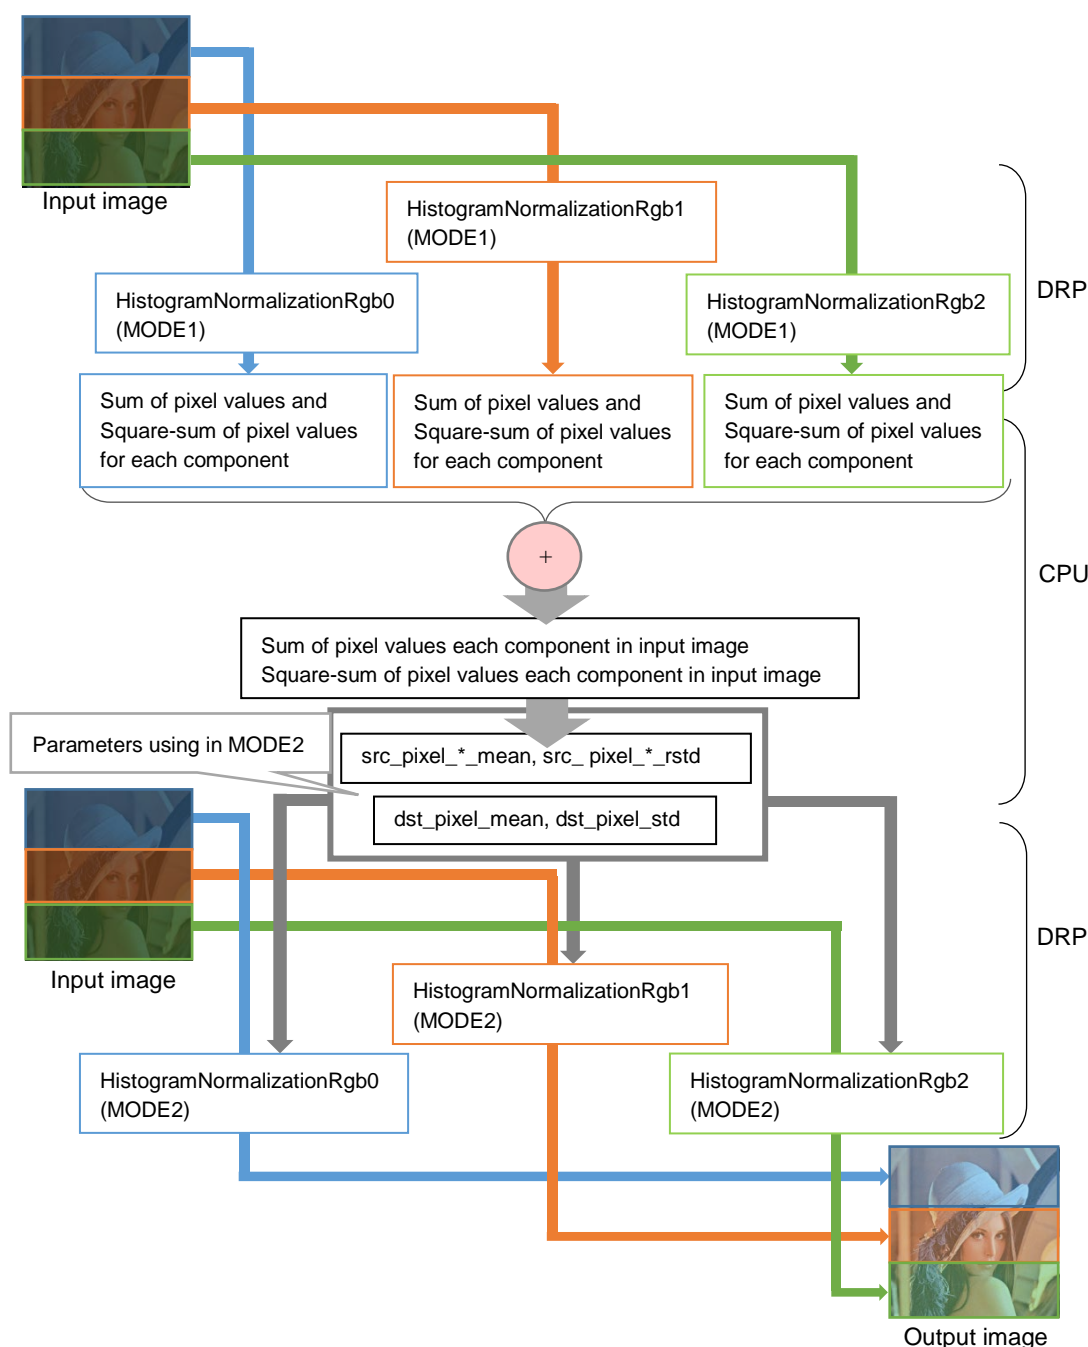 Input image
HistogramNormalizationRgb1
(MODE1)
HistogramNormalizationRgb0
(MODE1)
HistogramNormalizationRgb2
(MODE1)
DRP
Sum of pixel values and
Square-sum of pixel values
for each component
Sum of pixel values and
Square-sum of pixel values
for each component
Sum of pixel values and
Square-sum of pixel values
for each component
+
CPU
Sum of pixel values each component in input image
Square-sum of pixel values each component in input image
Parameters using in MODE2
src_pixel_*_mean, src_ pixel_*_rstd
dst_pixel_mean, dst_pixel_std
Input image
DRP
HistogramNormalizationRgb1
(MODE2)
HistogramNormalizationRgb0
(MODE2)
HistogramNormalizationRgb2
(MODE2)
Output image